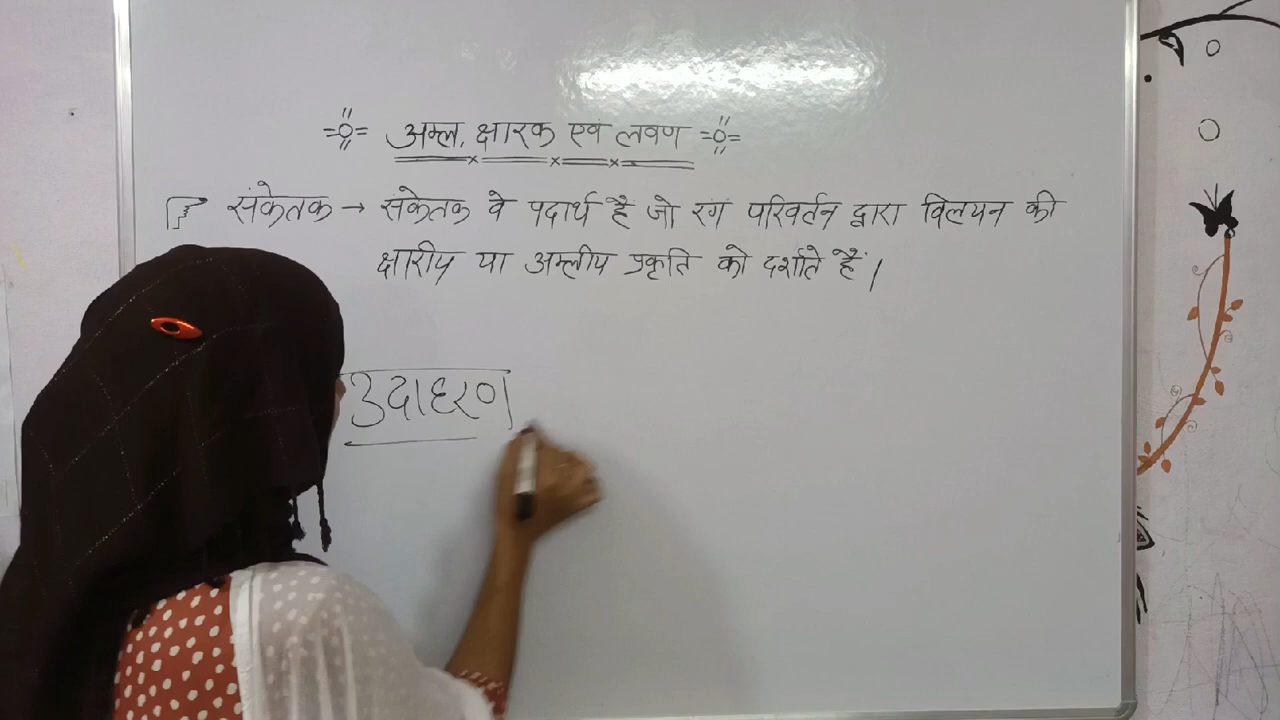 अम्ल, क्षारक एवं लवण
संकेतक → संकेतक वे पदार्थ है जो रंग परिवर्तन द्वारा विलयन की
क्षारीय या अम्लीय प्रकृति को दर्शाते हैं।
उदाहरण